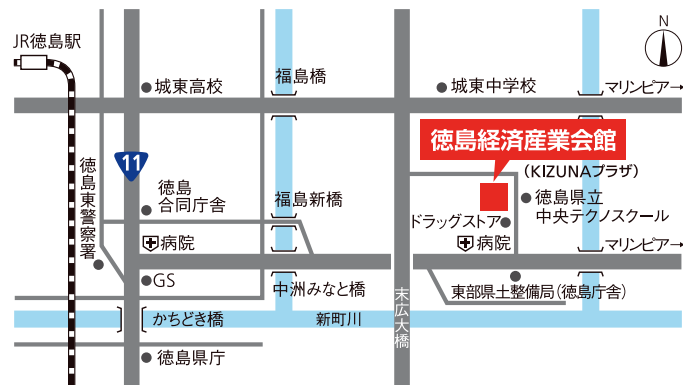 N
JR徳島駅
福島橋
城東高校
城東中学校
マリンピア→
徳島経済産業会館
(KIZUNAプラザ)
11
徳島東警察署
徳島
合同庁舎
福島新橋
ドラッグストア
徳島県立
中央テクノスクール
病院
病院
マリンピア→
GS
中洲みなと橋
末広大橋
東部県土整備局(徳島庁舎)
かちどき橋
新町川
徳島県庁